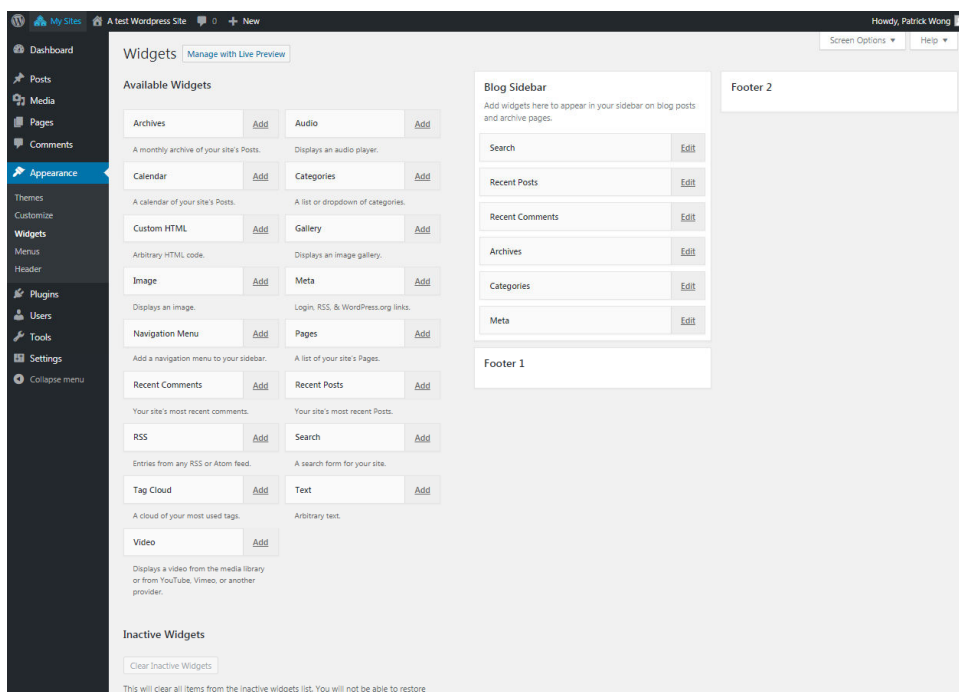 My Sites A test Wordpress Site 0 + New Howdy, Patrick Wong
Dashboard
Posts
Media
Pages
Comments
Appearance
Themes
Customize
Widgets
Menus
Header
Plugins
Users
Tools
Settings
Collapse menu
Screen Options Help
Widgets Manage with Live Preview
Available Widgets
Archives Add
A monthly archive of your site's Posts.
Audio Add
Displays an audio player.
Calendar Add
A calendar of your site's Posts.
Categories Add
A list or dropdown of categories.
Custom HTML Add
Arbitrary HTML code.
Gallery Add
Displays an image gallery.
Image Add
Displays an image.
Meta Add
Login, RSS, & WordPress.org links.
Navigation Menu Add
Add a navigation menu to your sidebar.
Pages Add
A list of your site's Pages.
Recent Comments Add
Your site's most recent comments.
Recent Posts Add
Your site's most recent Posts.
RSS Add
Entries from any RSS or Atom feed.
Search Add
A search form for your site.
Tag Cloud Add
A cloud of your most used tags.
Text Add
Arbitrary text.
Video Add
Displays a video from the media library
or from YouTube, Vimeo, or another
provider.
Inactive Widgets
Clear Inactive Widgets
This will clear all items from the inactive widgets list. You will not be able to restore
Blog Sidebar
Add widgets here to appear in your sidebar on blog posts
and archive pages.
Search Edit
Recent Posts Edit
Recent Comments Edit
Archives Edit
Categories Edit
Meta Edit
Footer 1
Footer 2